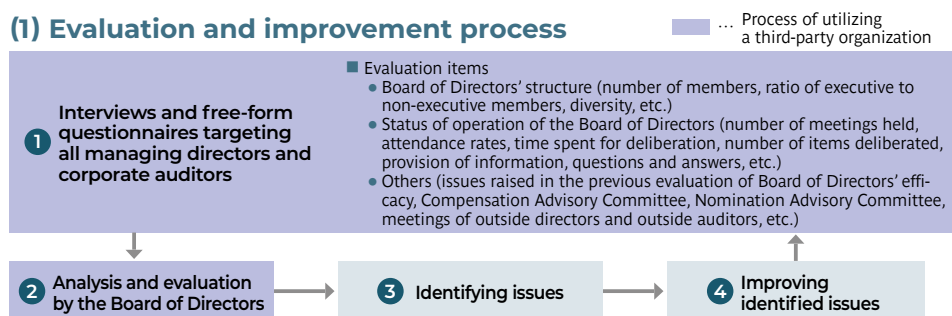 (1) Evaluation and improvement process
… Process of utilizing
a third-party organization
1 Interviews and free-form
questionnaires targeting
all managing directors and
corporate auditors
■ Evaluation items
● Board of Directors’ structure (number of members, ratio of executive to
non-executive members, diversity, etc.)
● Status of operation of the Board of Directors (number of meetings held,
attendance rates, time spent for deliberation, number of items deliberated,
provision of information, questions and answers, etc.)
● Others (issues raised in the previous evaluation of Board of Directors’ effi-
cacy, Compensation Advisory Committee, Nomination Advisory Committee,
meetings of outside directors and outside auditors, etc.)
2 Analysis and evaluation
by the Board of Directors
3 Identifying issues
4 Improving
identified issues